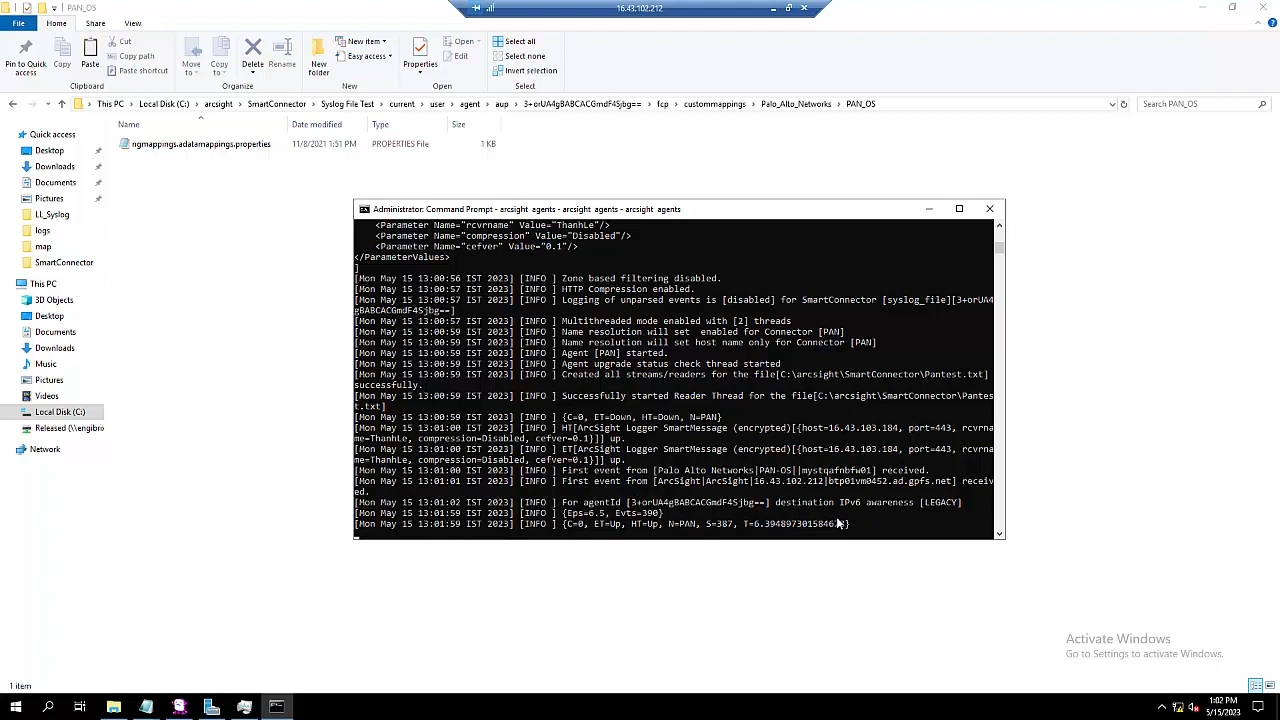 PAN_OS
16.43.102.212
File Home Share View
Pin to Quick access
Copy
Paste
Cut
Copy path
Paste shortcut
Clipboard
Move to
Copy to
Delete
Rename
Organize
New folder
New item
Easy access
New
Properties
Open
Edit
Open
Select all
Select none
Invert selection
Select
This PC Local Disk (C:) arcsight SmartConnector Syslog File Test current user agent aup 3+orUA4gBABCACGmdF4Sjbg== fcp custommappings Palo_Alto_Networks PAN_OS
Search PAN_OS
Name Date modified Type Size
ngmappings.adatamappings.properties 11/8/2021 1:51 PM PROPERTIES File 1 KB
Quick access
Desktop
Downloads
Documents
Pictures
LL_Syslog
logs
map
SmartConnector
This PC
3D Objects
Desktop
Documents
Downloads
Music
Pictures
Videos
Local Disk (C:)
Released (\\engibro
Network
Administrator: Command Prompt - arcsight agents - arcsight agents - arcsight agents
<Parameter Name="rcvrname" Value="ThanhLe"/>
<Parameter Name="compression" Value="Disabled"/>
<Parameter Name="cefver" Value="0.1"/>
</ParameterValues>
]
[Mon May 15 13:00:56 IST 2023] [INFO ] Zone based filtering disabled.
[Mon May 15 13:00:57 IST 2023] [INFO ] HTTP Compression enabled.
[Mon May 15 13:00:57 IST 2023] [INFO ] Logging of unparsed events is [disabled] for SmartConnector [syslog_file][3+orUA4
gBABCACGmdF4Sjbg==]
[Mon May 15 13:00:57 IST 2023] [INFO ] Multithreaded mode enabled with [2] threads
[Mon May 15 13:00:59 IST 2023] [INFO ] Name resolution will set  enabled for Connector [PAN]
[Mon May 15 13:00:59 IST 2023] [INFO ] Name resolution will set host name only for Connector [PAN]
[Mon May 15 13:00:59 IST 2023] [INFO ] Agent [PAN] started.
[Mon May 15 13:00:59 IST 2023] [INFO ] Agent upgrade status check thread started
[Mon May 15 13:00:59 IST 2023] [INFO ] Created all streams/readers for the file[C:\arcsight\SmartConnector\Pantest.txt]
successfully.
[Mon May 15 13:00:59 IST 2023] [INFO ] Successfully started Reader Thread for the file[C:\arcsight\SmartConnector\Pantes
t.txt]
[Mon May 15 13:00:59 IST 2023] [INFO ] {C=0, ET=Down, HT=Down, N=PAN}
[Mon May 15 13:01:00 IST 2023] [INFO ] HT[ArcSight Logger SmartMessage (encrypted)[{host=16.43.103.184, port=443, rcvrna
me=ThanhLe, compression=Disabled, cefver=0.1}]] up.
[Mon May 15 13:01:00 IST 2023] [INFO ] ET[ArcSight Logger SmartMessage (encrypted)[{host=16.43.103.184, port=443, rcvrna
me=ThanhLe, compression=Disabled, cefver=0.1}]] up.
[Mon May 15 13:01:00 IST 2023] [INFO ] First event from [Palo Alto Networks|PAN-OS||mystqafnbfw01] received.
[Mon May 15 13:01:01 IST 2023] [INFO ] First event from [ArcSight|ArcSight|16.43.102.212|btp01vm0452.ad.gpfs.net] receiv
ed.
[Mon May 15 13:01:02 IST 2023] [INFO ] For agentId [3+orUA4gBABCACGmdF4Sjbg==] destination IPv6 awareness [LEGACY]
[Mon May 15 13:01:59 IST 2023] [INFO ] {Eps=6.5, Evts=390}
[Mon May 15 13:01:59 IST 2023] [INFO ] {C=0, ET=Up, HT=Up, N=PAN, S=387,
Activate Windows
Go to Settings to activate Windows.
1 item
1:02 PM
5/15/2023